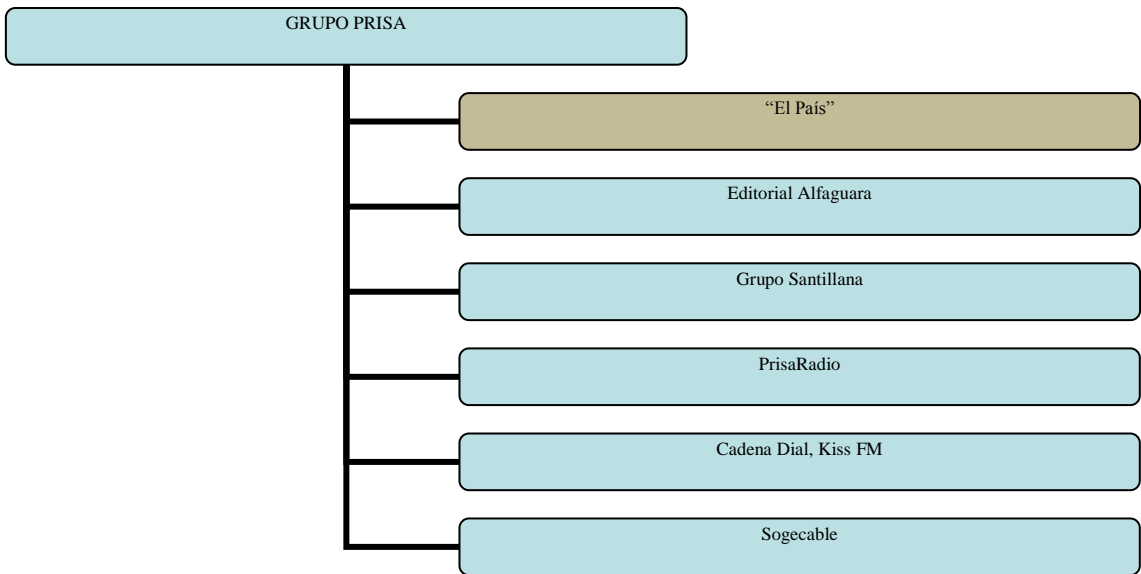 GRUPO PRISA
“El País”
Editorial Alfaguara
Grupo Santillana
PrisaRadio
Cadena Dial, Kiss FM
Sogecable